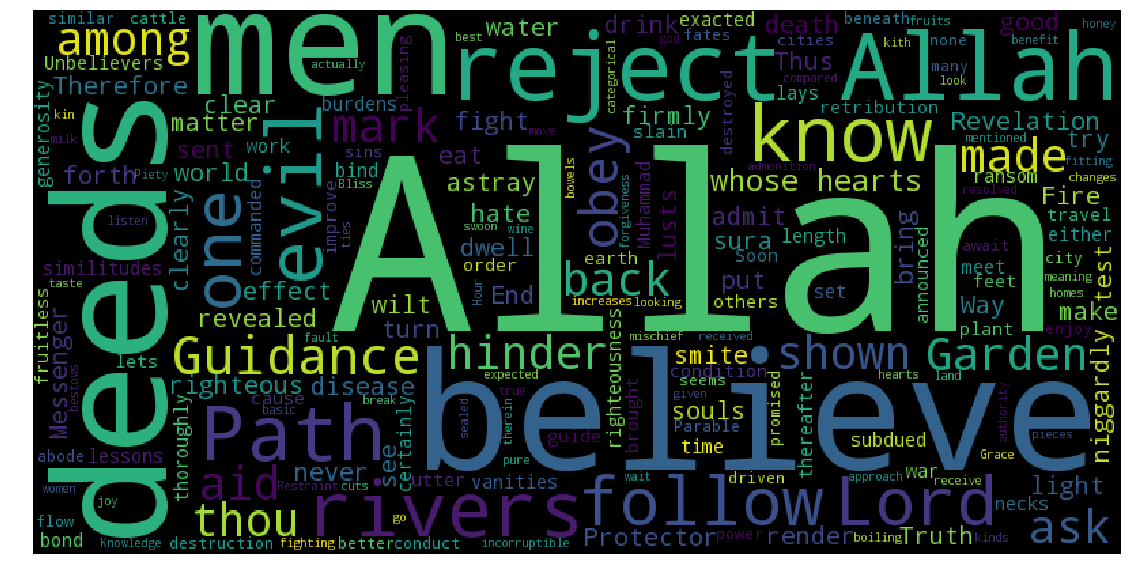 similar
cattle
among
Unbelievers
Therefore
men
actually
best
reject
water
drink
exacted
fates
death
cities
Thus
beneath
none
many
good
fruits
look
kith
honey
benefit
god
compared
Allah
categorical
pleasing
generosity
kin
milk
Piety
deeds
clear
matter
sent
work
world
forth
evil
burdens
sins
bind
Bliss
mark
fight
eat
firmly
slain
lays
retribution
destroyed
know
Revelation
mentioned
made
try
fitting
changes
ransom
Fire
travel
either
move
admonition
resolved
Allah
bowels
obey
astray
hate
swoon
wine
forgiveness
Muhammad
lusts
whose hearts
admit
sura
length
Soon
bring
announced
await
meet
feet
Way
city
meaning
homes
enjoy
test
make
plant
listen
similitudes
clearly
one
commanded
improve
ties
dwell
order
End
Hour
earth
back
put
others
set
taste
effect
wilt
turn
increases
looking
niggardly
Messenger
fruitless
revealed
fault
lets
Guidance
hinder
mischief
received
smite
shown
Garden
righteous
disease
expected
righteousness
condition
seems
hearts
land
bestows
thoroughly
cause
basic
break
Path
believe
sealed
therein
true
pure
guide
brought
souls
given
Parable
time
promised
thereafter
subdued
authority
pieces
Grace
abode
lessons
never
see
certainly
war
receive
women
joy
aid
Restraint
utter
vanities
wait
driven
approach
light
necks
flow
cuts
thou
rivers
go
follow
Lord
ask
bond
Knowledge
destruction
fighting
better
conduct
incorruptible
Protector
power
render
boiling
Truth
kinds